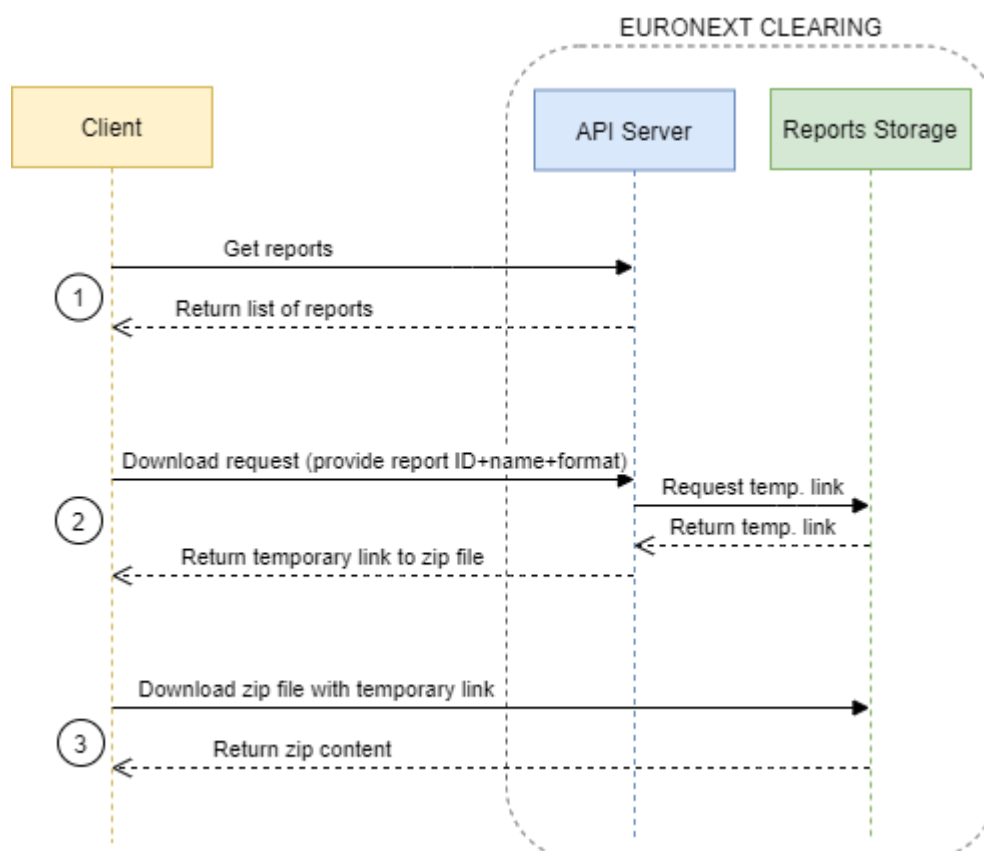 EURONEXT CLEARING
Client
API Server
Reports Storage
Get reports
1
Return list of reports
Download request (provide report ID+name+format)
Request temp. link
2
Return temp. link
Return temporary link to zip file
Download zip file with temporary link
3
Return zip content